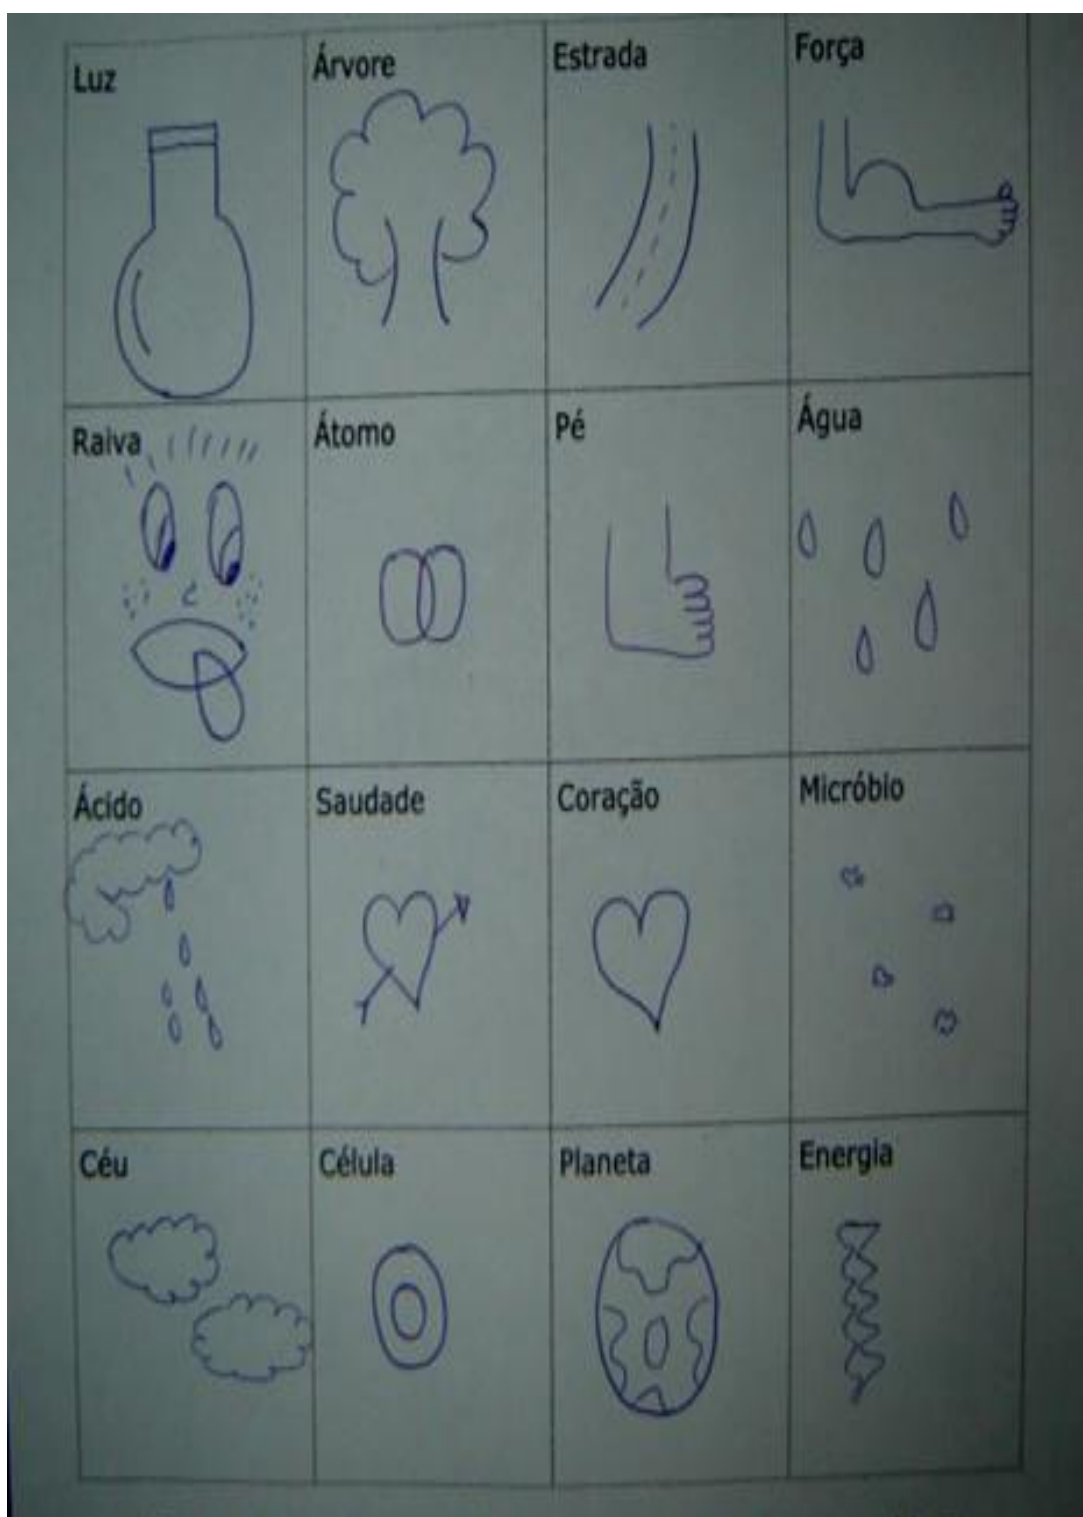 Luz
Árvore
Estrada
Força
Raiva
Átomo
Pé
Água
Ácido
Saudade
Coração
Micróbio
Céu
Célula
Planeta
Energia